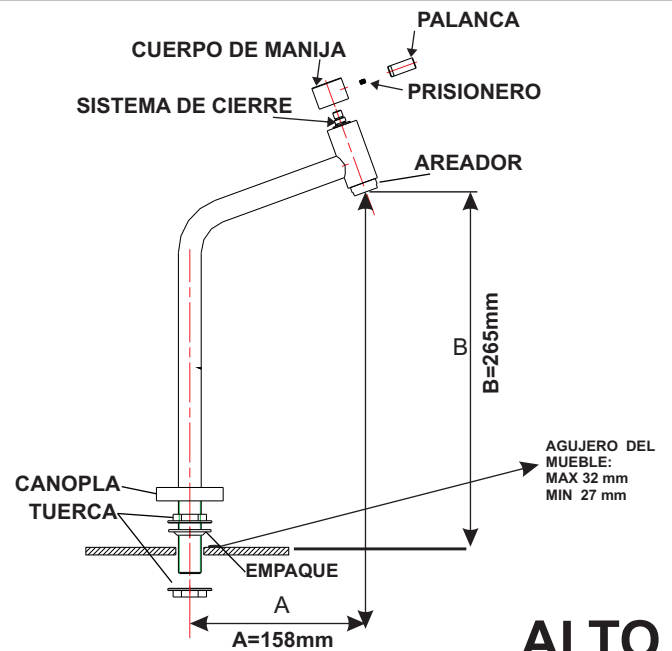 PALANCA
CUERPO DE MANIJA
PRISIONERO
SISTEMA DE CIERRE
AREADOR
B
B=265mm
AGUJERO DEL
MUEBLE:
MAX 32 mm
MIN 27 mm
CANOPLA
TUERCA
EMPAQUE
A
A=158mm
ALTO